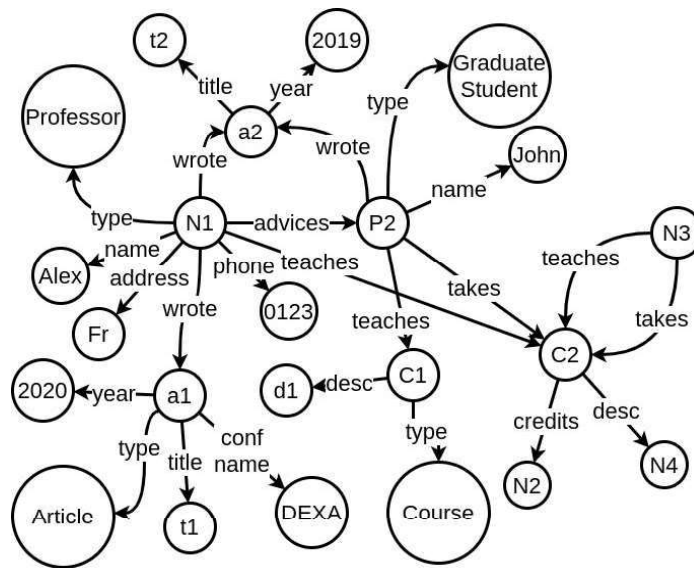 t2
2019
Graduate
Student
title
year
type
Professor
a2
wrote
wrote
John
name
type
N1
advices
P2
N3
name
phone
teaches
teaches
Alex
address
takes
takes
0123
wrote
Fr
teaches
C2
2020
year
a1
d1
desc
C1
type
conf
name
title
type
credits
desc
N4
N2
Article
t1
DEXA
Course